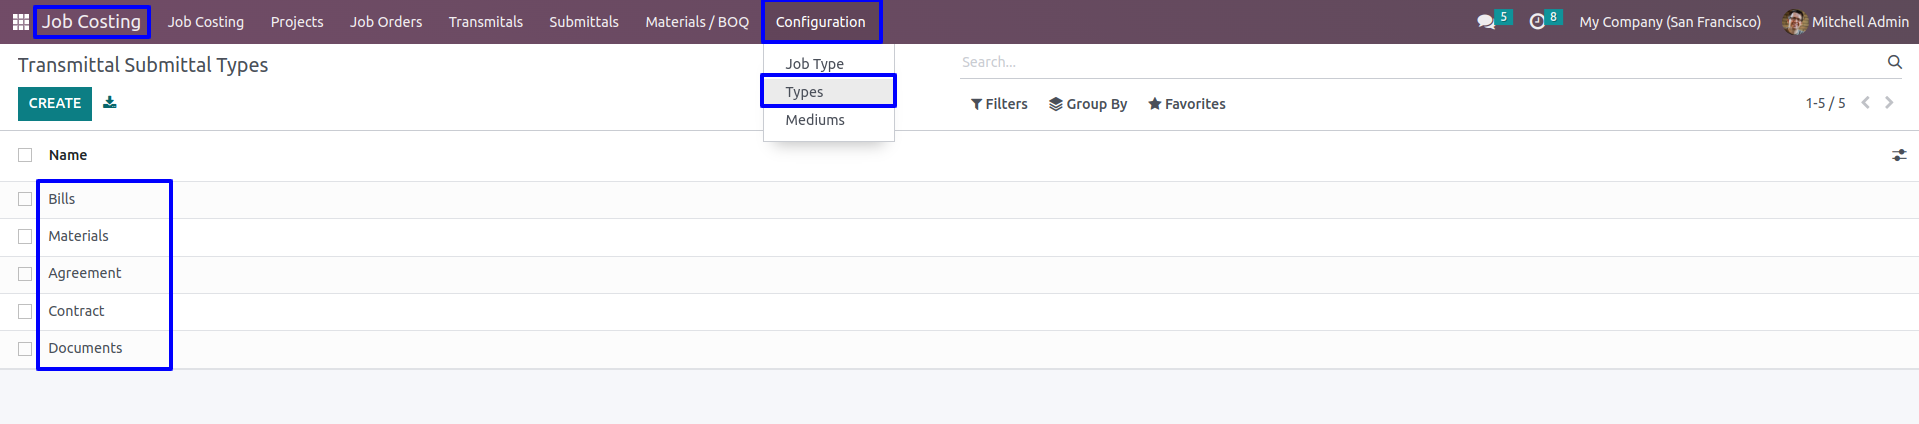 Job Costing Job Costing Projects Job Orders Transmitals Submittals Materials / BOQ Configuration 5 8 My Company (San Francisco) Mitchell Admin
Transmittal Submittal Types
Job Type
Types
Mediums
Search...
CREATE
Filters Group By Favorites 1-5 / 5
Name
Bills
Materials
Agreement
Contract
Documents